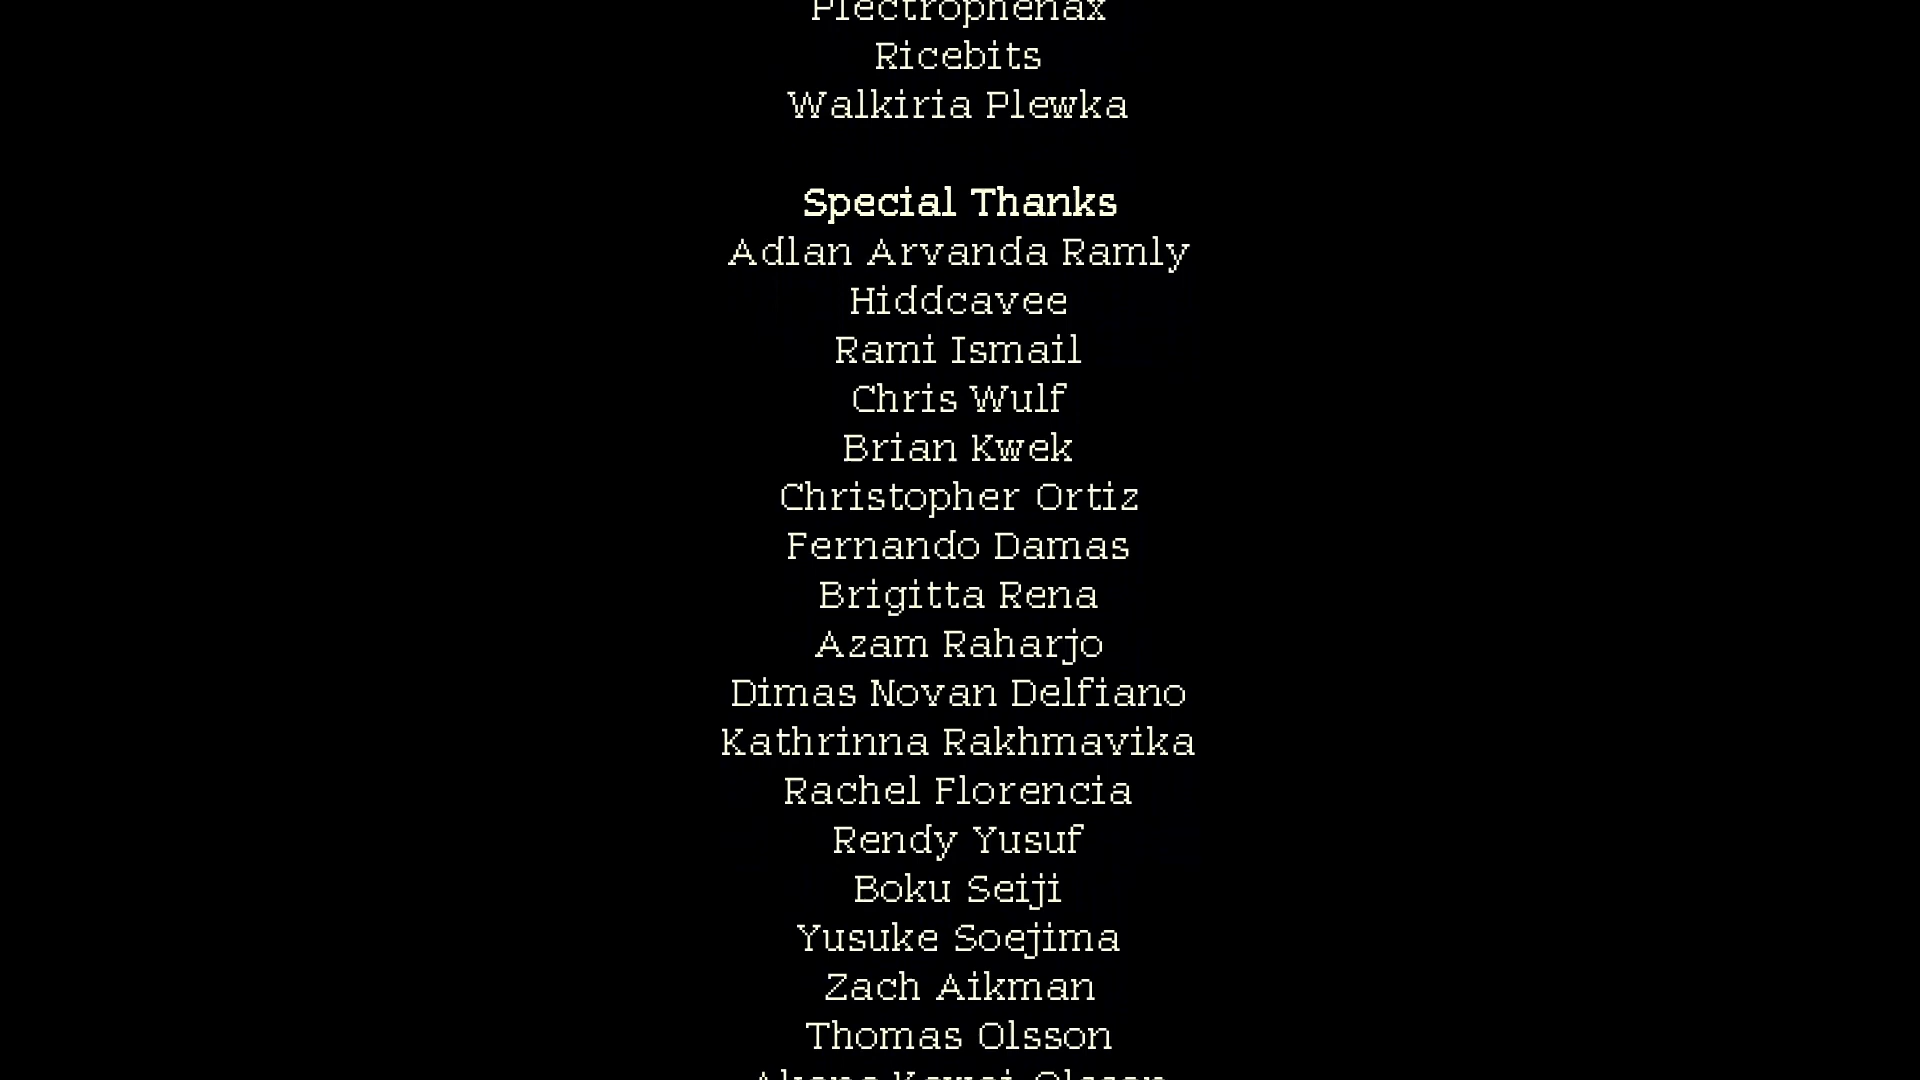 Plectrophenax
Ricebits
Walkiria Plewka
Special Thanks
Adlan Arvanda Ramly
Hiddcavee
Rami Ismail
Chris Wulf
Brian Kwek
Christopher Ortiz
Fernando Damas
Brigitta Rena
Azam Raharjo
Dimas Novan Delfiano
Kathrinna Rakhmavika
Rachel Florencia
Rendy Yusuf
Boku Seiji
Yusuke Soejima
Zach Aikman
Thomas Olsson